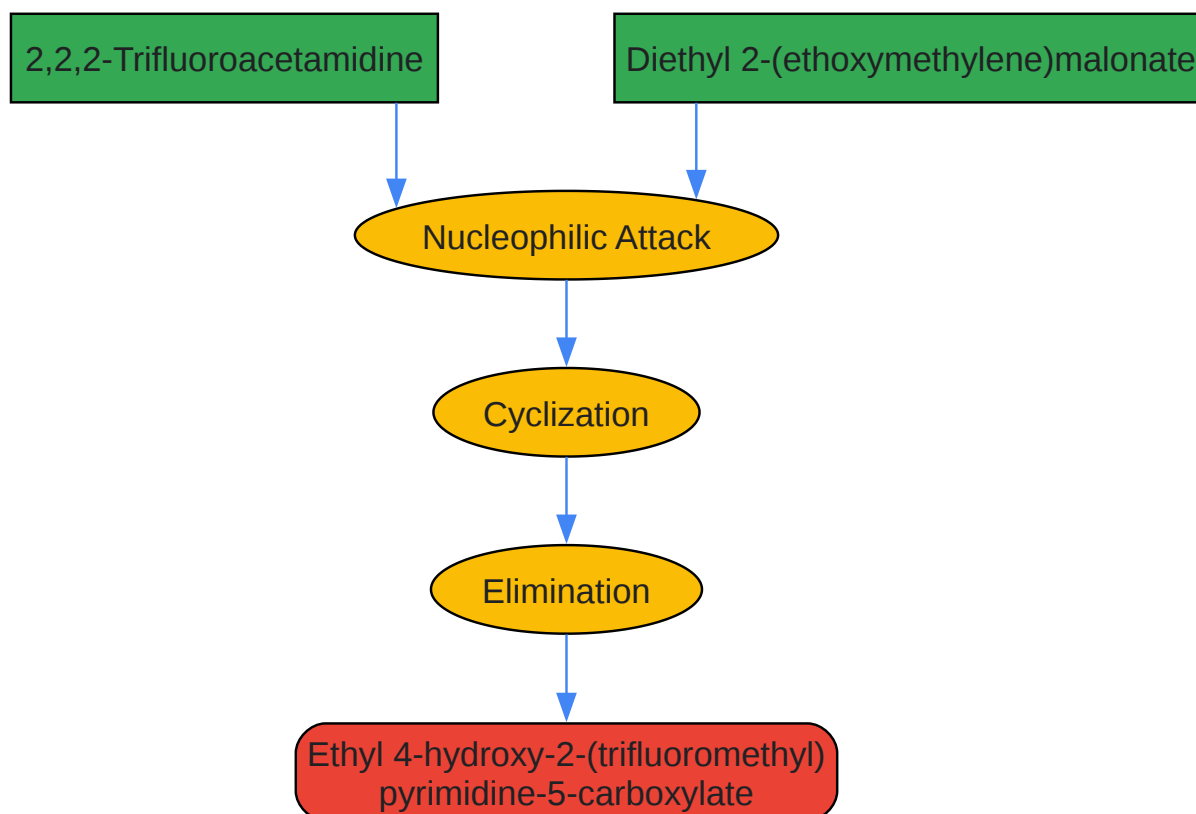 2,2,2-Trifluoroacetamidine
Diethyl 2-(ethoxymethylene)malonate
Nucleophilic Attack
Cyclization
Elimination
Ethyl 4-hydroxy-2-(trifluoromethyl)
pyrimidine-5-carboxylate